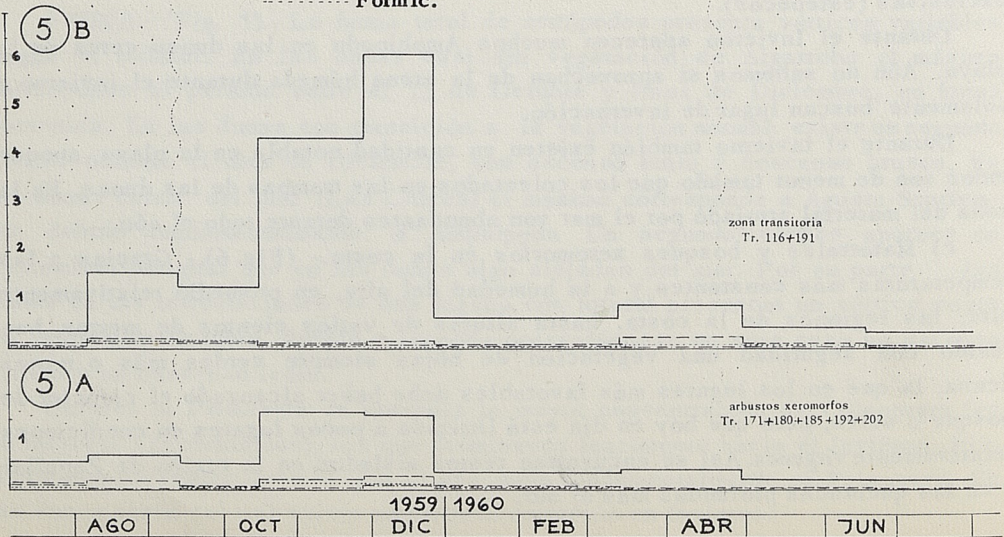 Formic.
5 B
6
5
4
3
2
1
zona transitoria
Tr. 116+191
5 A
1
arbustos xeromorfos
Tr. 171+180+185+192+202
1959 1960
AGO OCT DIC FEB ABR JUN